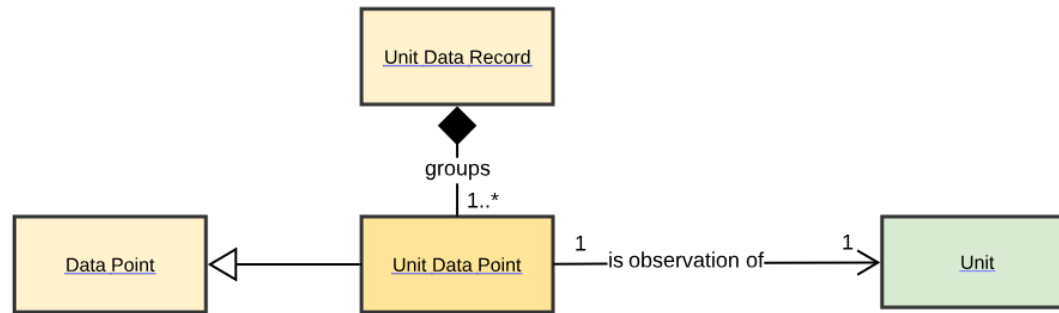 Unit Data Record
groups
1..*
Data Point
Unit Data Point
1
is observation of
1
Unit